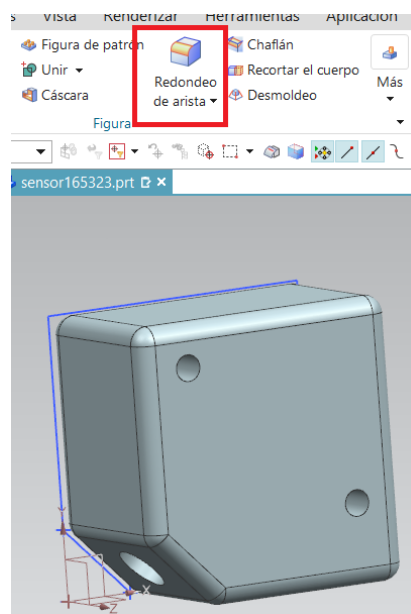 s Vista Renderizar Herramientas Aplicación
Figura de patrón
Unir
Cáscara
Redondeo
de arista
Chaflán
Recortar el cuerpo
Desmoldeo
Más
Figura
sensor165323.prt
Y
X
Z